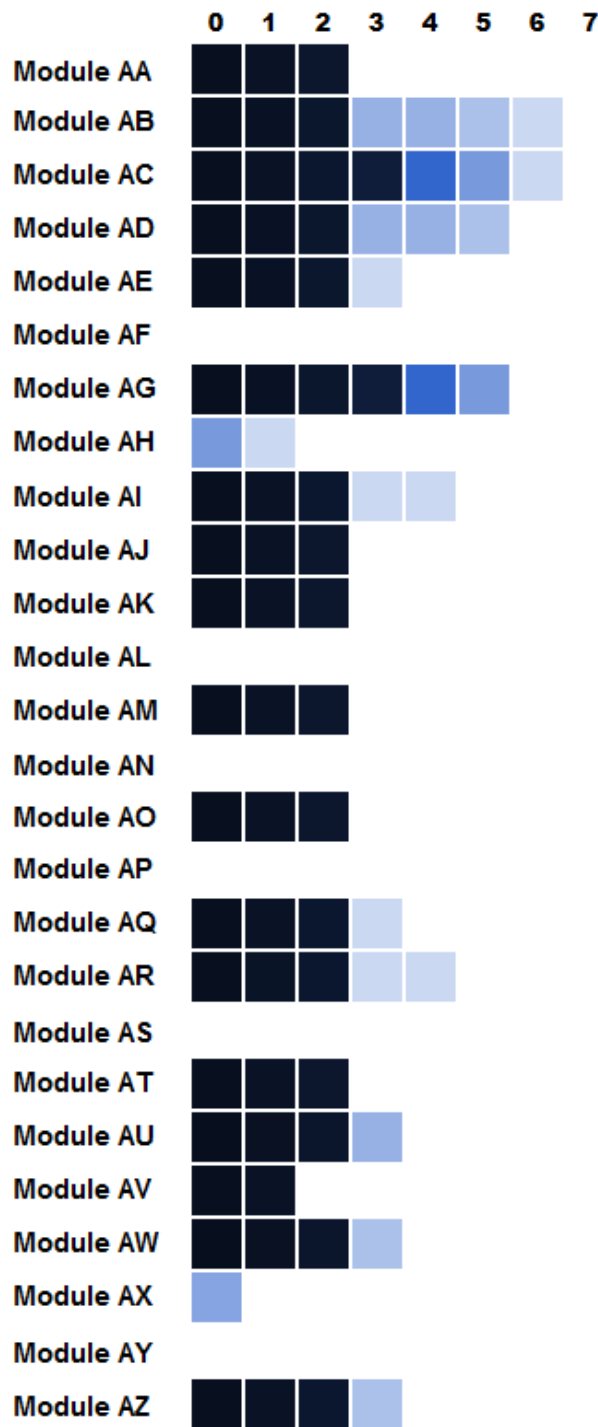 0 1 2 3 4 5 6 7
Module AA
Module AB
Module AC
Module AD
Module AE
Module AF
Module AG
Module AH
Module AI
Module AJ
Module AK
Module AL
Module AM
Module AN
Module AO
Module AP
Module AQ
Module AR
Module AS
Module AT
Module AU
Module AV
Module AW
Module AX
Module AY
Module AZ